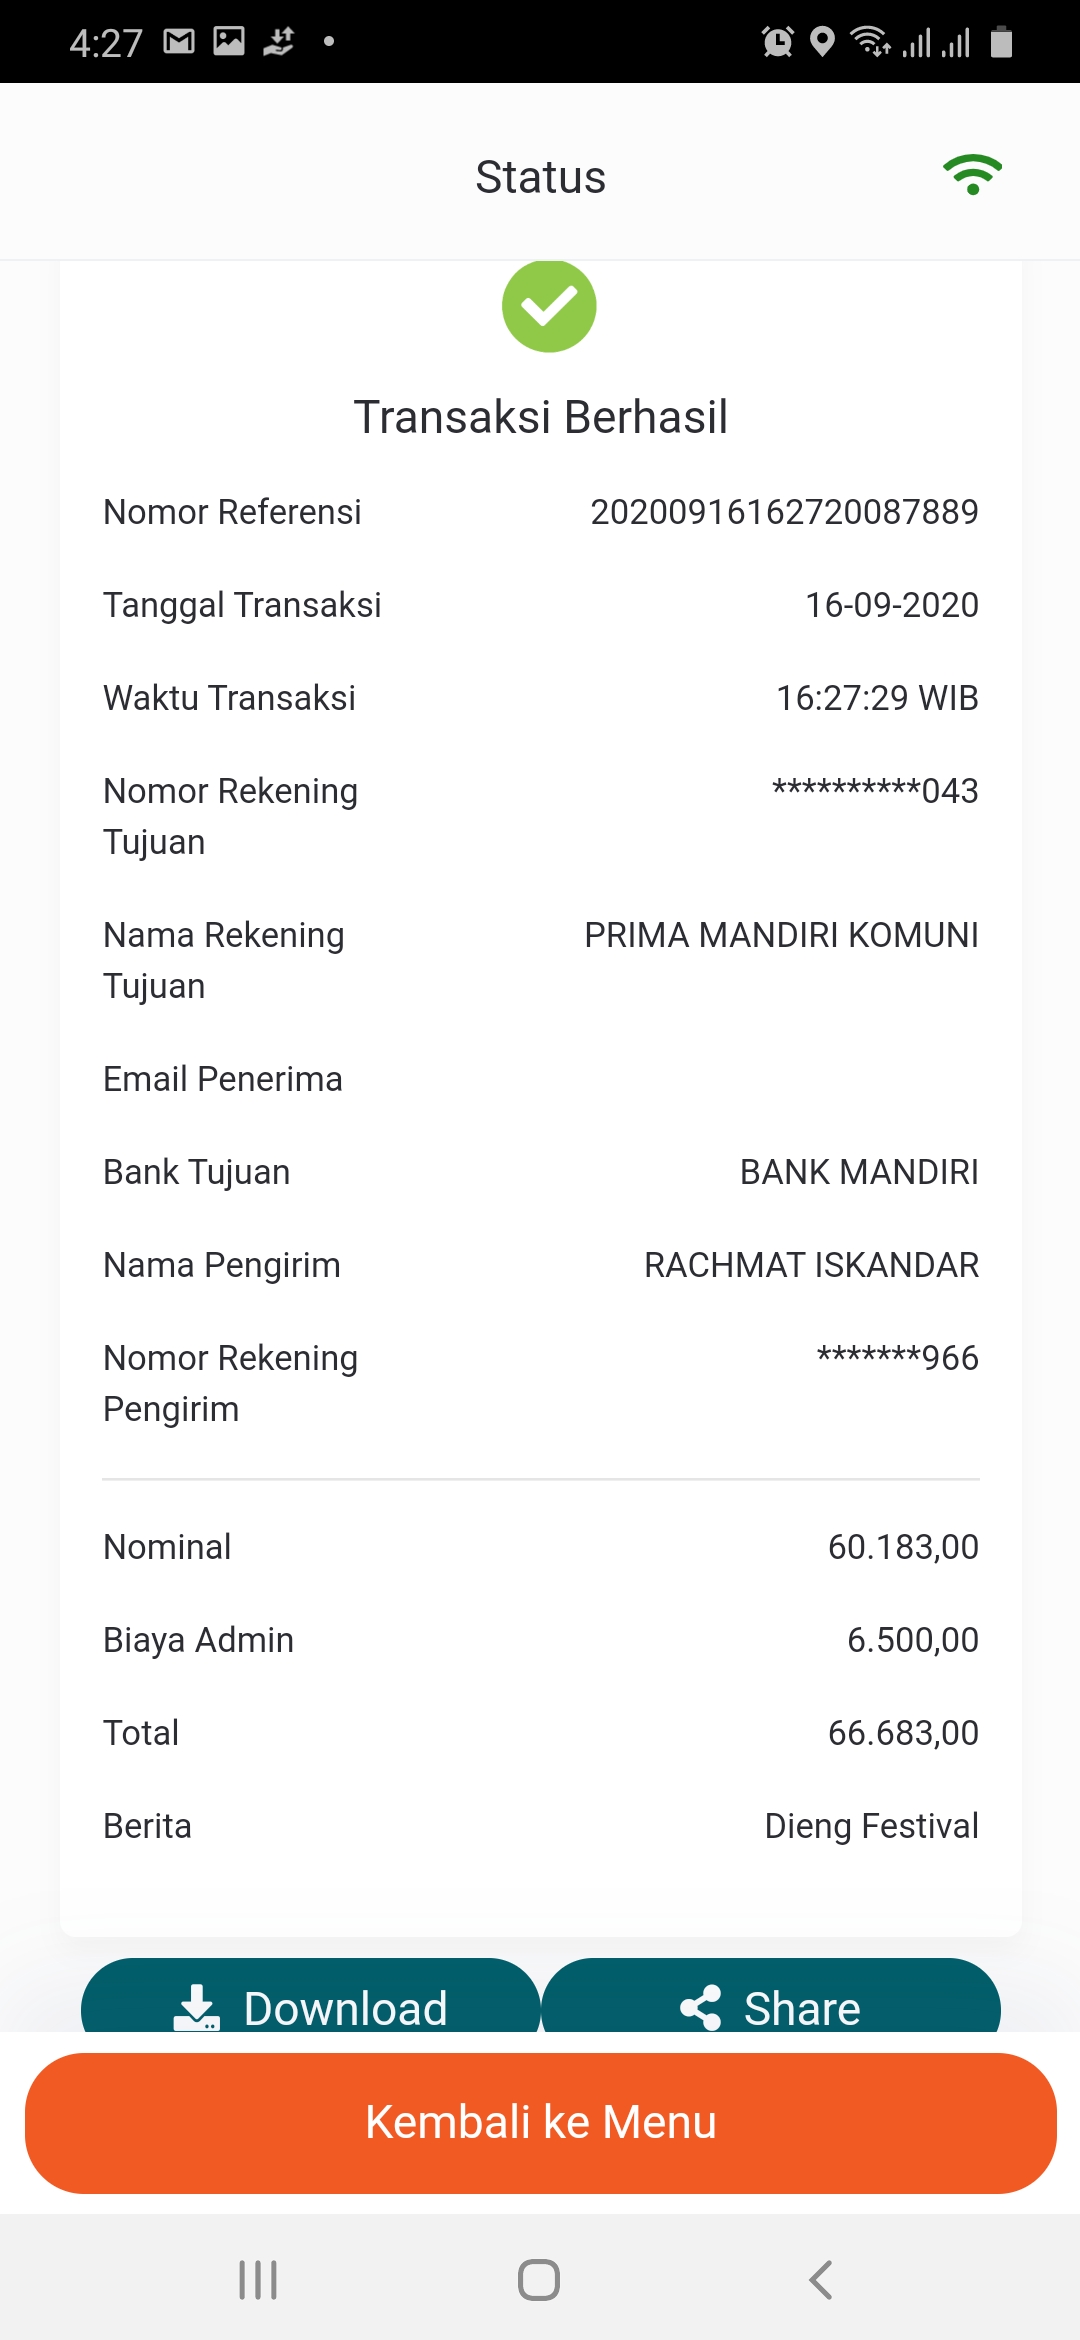 4:27
Status
Transaksi Berhasil
Nomor Referensi 20200916162720087889
Tanggal Transaksi 16-09-2020
Waktu Transaksi 16:27:29 WIB
Nomor Rekening **********043
Tujuan
Nama Rekening PRIMA MANDIRI KOMUNI
Tujuan
Email Penerima
Bank Tujuan BANK MANDIRI
Nama Pengirim RACHMAT ISKANDAR
Nomor Rekening *******966
Pengirim
Nominal 60.183,00
Biaya Admin 6.500,00
Total 66.683,00
Berita Dieng Festival
Download Share
Kembali ke Menu